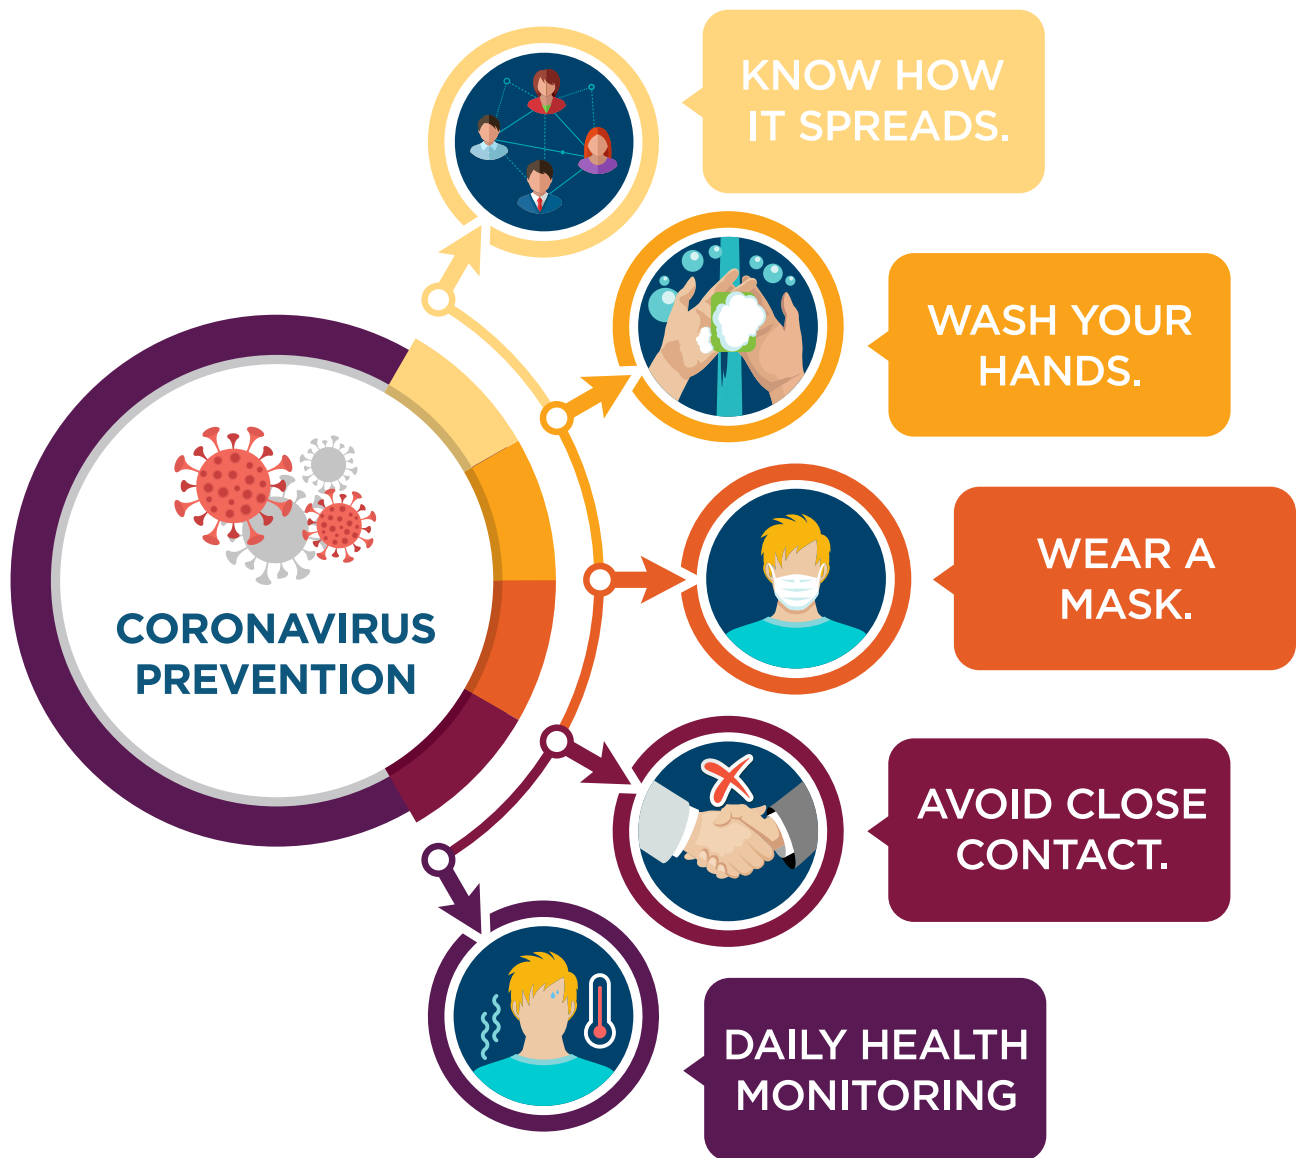 KNOW HOW
IT SPREADS.
WASH YOUR
HANDS.
CORONAVIRUS
PREVENTION
WEAR A
MASK.
AVOID CLOSE
CONTACT.
DAILY HEALTH
MONITORING